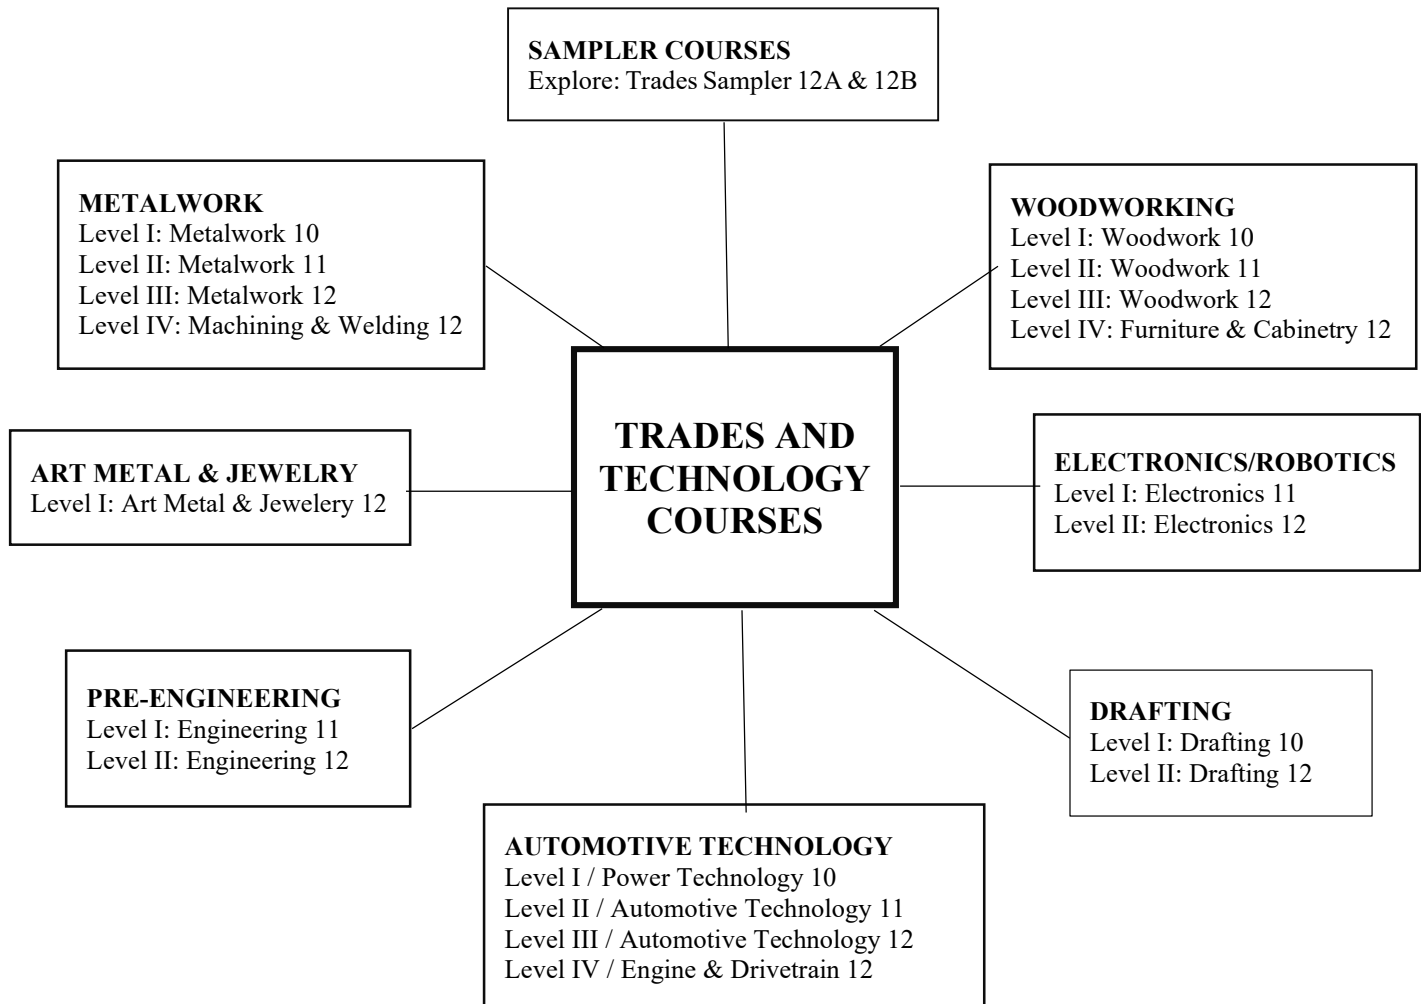 SAMPLER COURSES
Explore: Trades Sampler 12A & 12B
METALWORK
Level I: Metalwork 10
Level II: Metalwork 11
Level III: Metalwork 12
Level IV: Machining & Welding 12
WOODWORKING
Level I: Woodwork 10
Level II: Woodwork 11
Level III: Woodwork 12
Level IV: Furniture & Cabinetry 12
TRADES AND
TECHNOLOGY
COURSES
ART METAL & JEWELRY
Level I: Art Metal & Jewelery 12
ELECTRONICS/ROBOTICS
Level I: Electronics 11
Level II: Electronics 12
PRE-ENGINEERING
Level I: Engineering 11
Level II: Engineering 12
DRAFTING
Level I: Drafting 10
Level II: Drafting 12
AUTOMOTIVE TECHNOLOGY
Level I / Power Technology 10
Level II / Automotive Technology 11
Level III / Automotive Technology 12
Level IV / Engine & Drivetrain 12